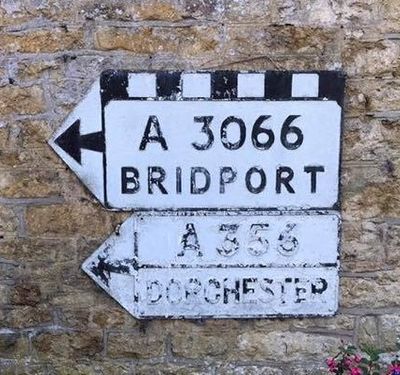 A 3066
BRIDPORT
A 356
DORCHESTER